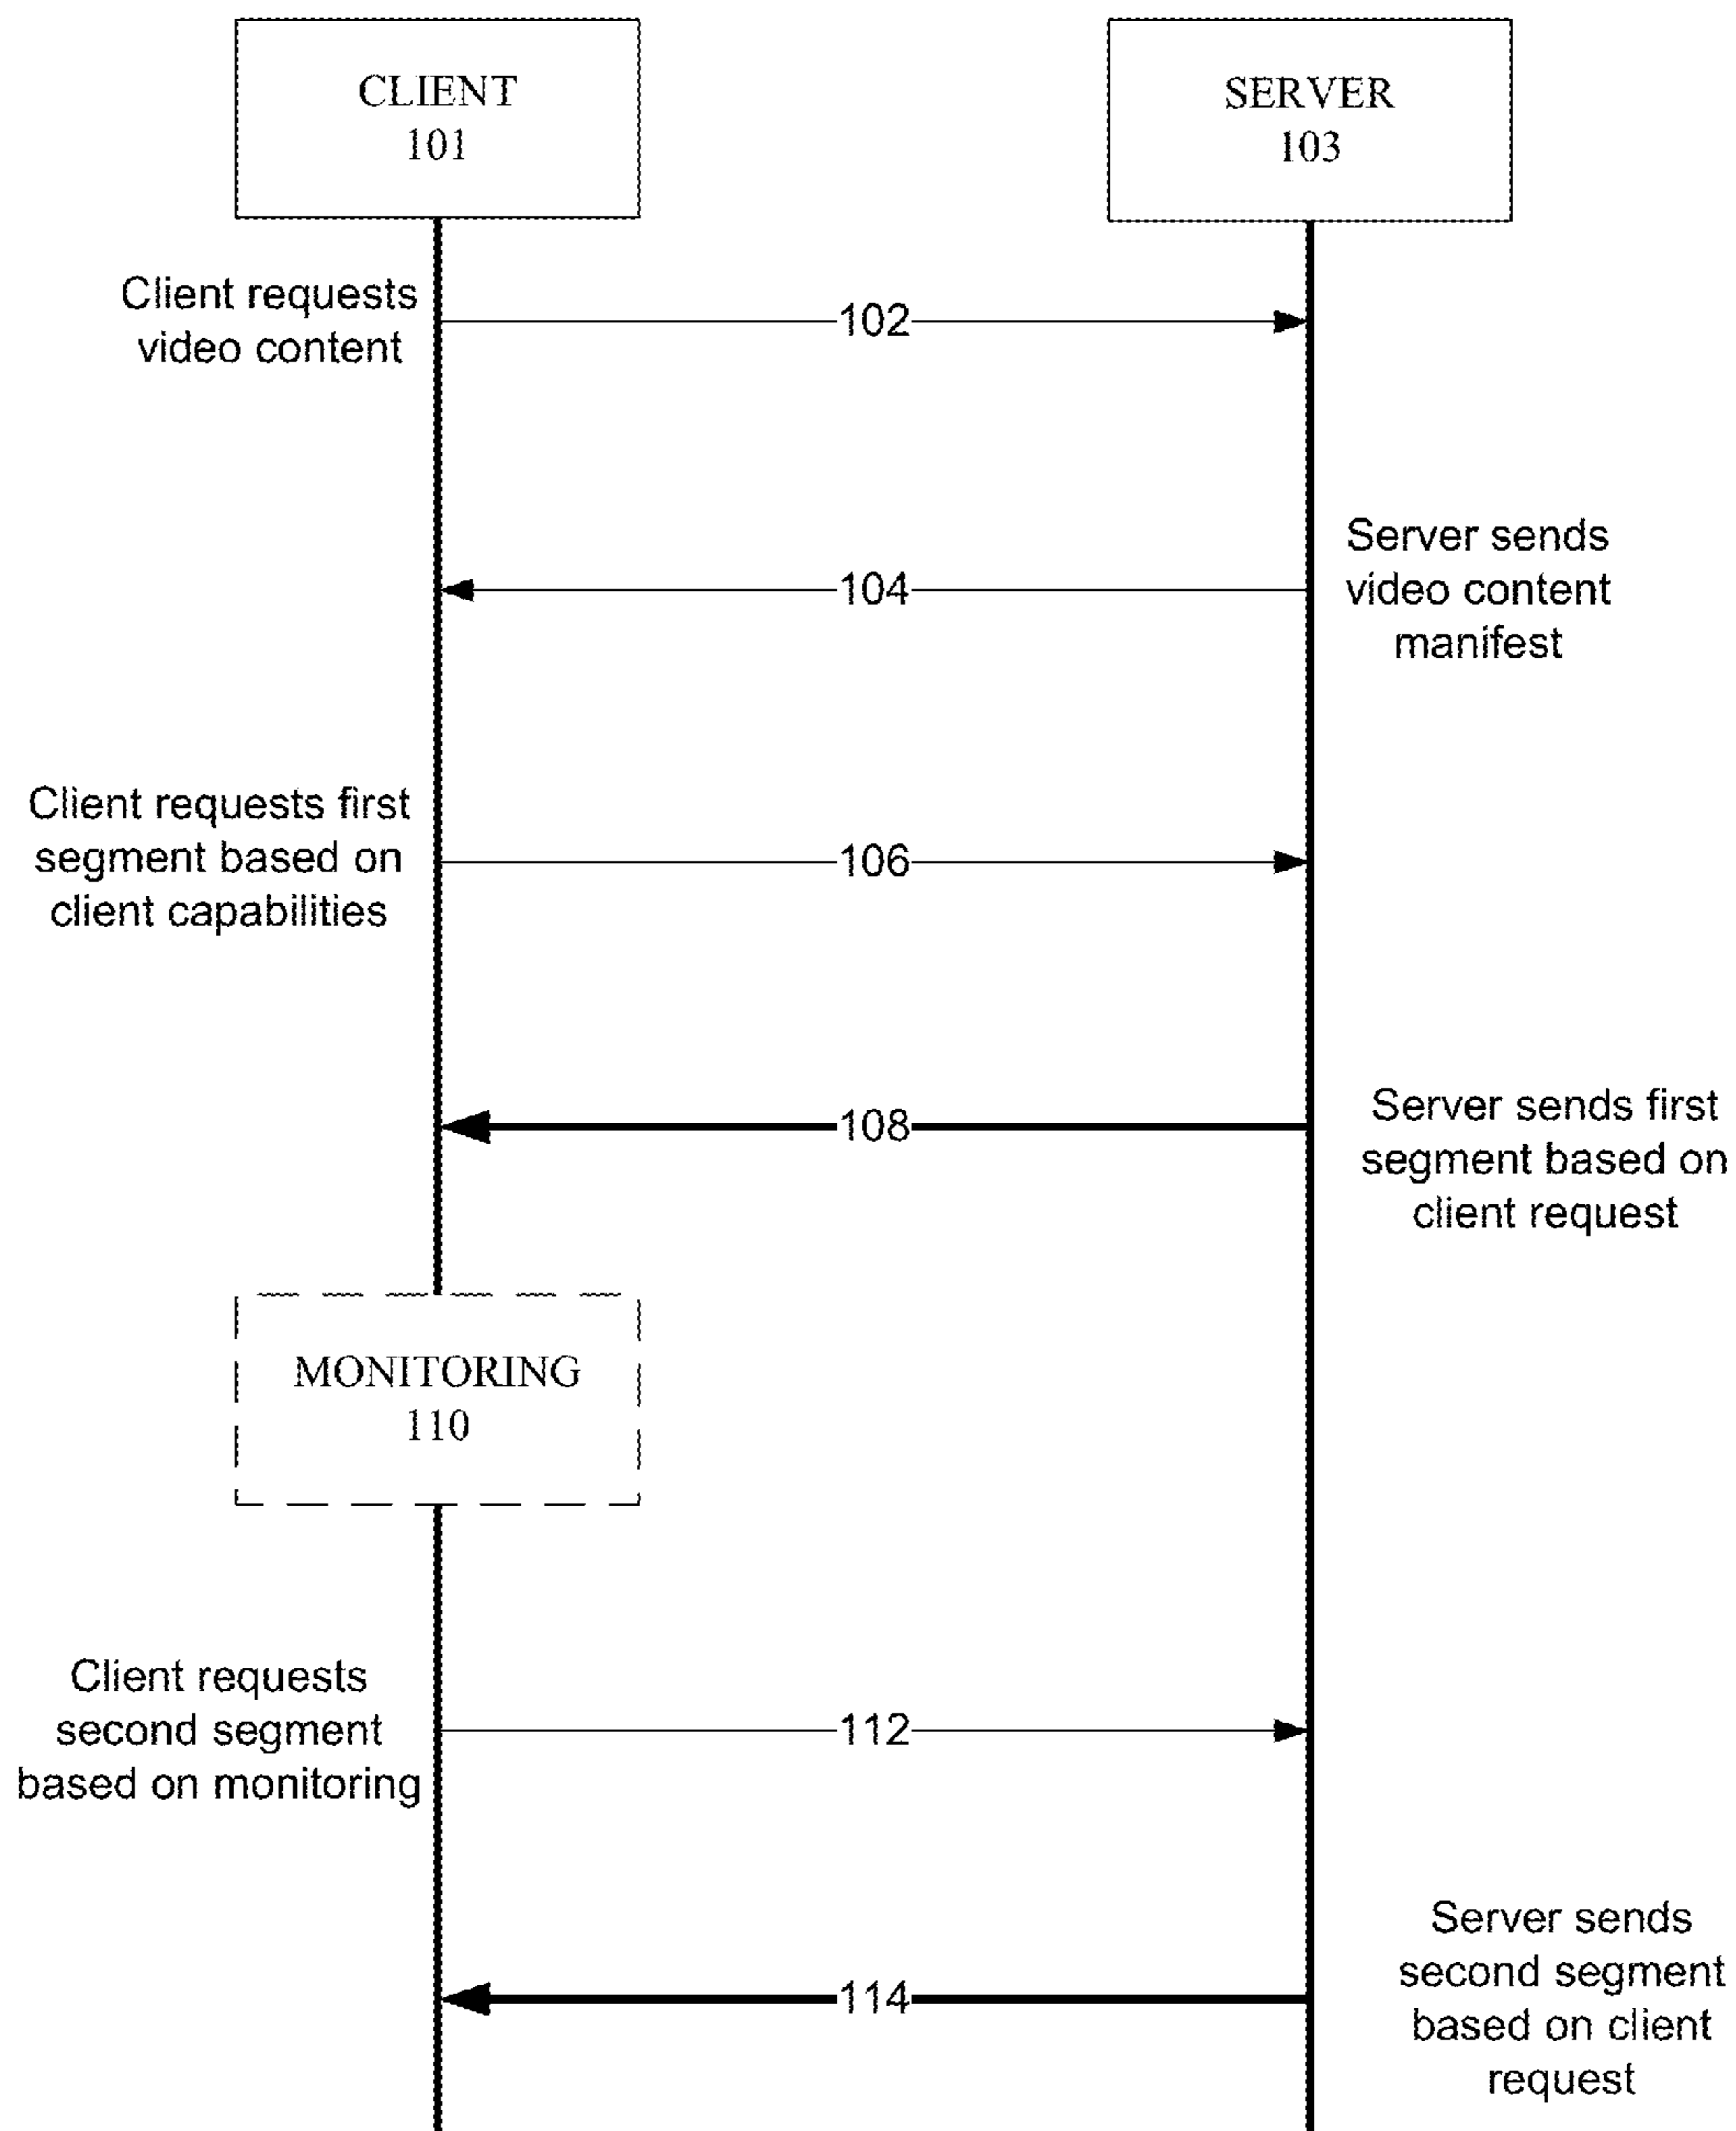 CLIENT
101
SERVER
103
Client requests
video content
102
Server sends
video content
manifest
104
Client requests first
segment based on
client capabilities
106
Server sends first
segment based on
client request
108
MONITORING
110
Client requests
second segment
based on monitoring
112
Server sends
second segment
based on client
request
114